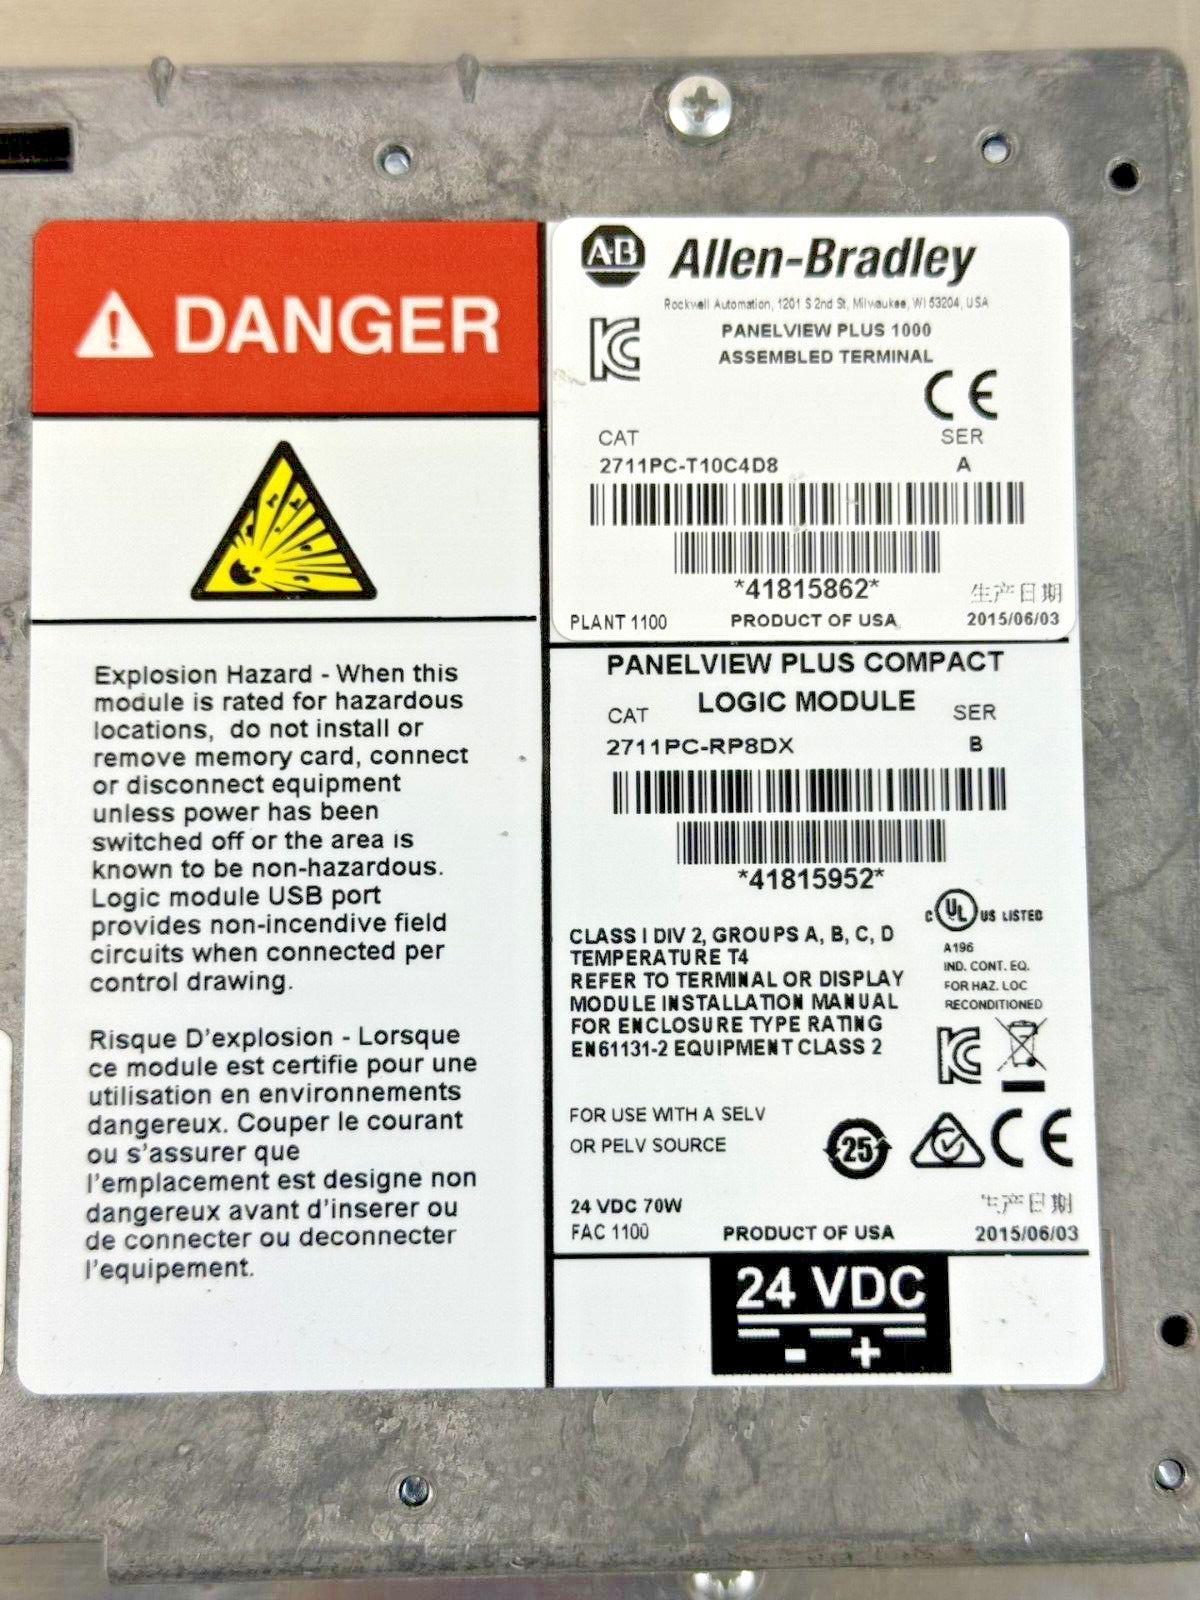 DANGER
Explosion Hazard - When this
module is rated for hazardous
locations, do not install or
remove memory card, connect
or disconnect equipment
unless power has been
switched off or the area is
known to be non-hazardous.
Logic module USB port
provides non-incendive field
circuits when connected per
control drawing.
Risque D'explosion - Lorsque
ce module est certifie pour une
utilisation en environnements
dangereux. Couper le courant
ou s'assurer que
l'emplacement est designe non
dangereux avant d'inserer ou
de connecter ou deconnecter
l'equipement.
A-B Allen-Bradley
Rockwell Automation, 1201 S 2nd St, Milwaukee, WI 53204, USA
PANELVIEW PLUS 1000
ASSEMBLED TERMINAL
CE
CAT SER
2711PC-T10C4D8 A
*41815862*
生产日期
PLANT 1100 PRODUCT OF USA 2015/06/03
PANELVIEW PLUS COMPACT
LOGIC MODULE
CAT SER
2711PC-RP8DX B
*41815952*
C UL US LISTED
A196
IND. CONT. EQ.
FOR HAZ. LOC
RECONDITIONED
CLASS I DIV 2, GROUPS A, B, C, D
TEMPERATURE T4
REFER TO TERMINAL OR DISPLAY
MODULE INSTALLATION MANUAL
FOR ENCLOSURE TYPE RATING
EN61131-2 EQUIPMENT CLASS 2
FOR USE WITH A SELV
OR PELV SOURCE
25
CE
24 VDC 70W
生产日期
FAC 1100 PRODUCT OF USA 2015/06/03
24 VDC
- +